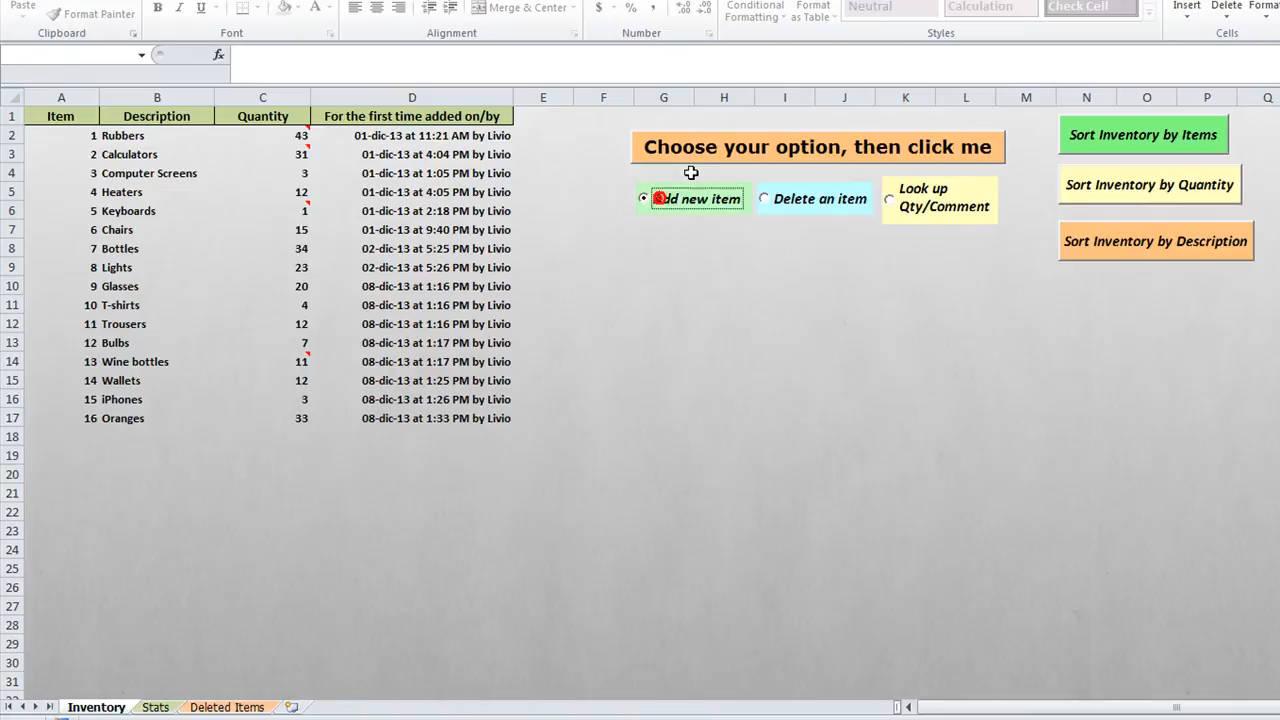 Paste Format Painter B I U A Merge & Center $ % , Conditional Formatting Format as Table Neutral Calculation Check Cell Insert Delete
Clipboard Font Alignment Number Styles Cells
fx
A B C D E F G H I J K L M N O P Q
1 Item Description Quantity For the first time added on/by
2 1 Rubbers 43 01-dic-13 at 11:21 AM by Livio
3 2 Calculators 31 01-dic-13 at 4:04 PM by Livio
4 3 Computer Screens 3 01-dic-13 at 1:05 PM by Livio
5 4 Heaters 12 01-dic-13 at 4:05 PM by Livio
6 5 Keyboards 1 01-dic-13 at 2:18 PM by Livio
7 6 Chairs 15 01-dic-13 at 9:40 PM by Livio
8 7 Bottles 34 02-dic-13 at 5:25 PM by Livio
9 8 Lights 23 02-dic-13 at 5:26 PM by Livio
10 9 Glasses 20 08-dic-13 at 1:16 PM by Livio
11 10 T-shirts 4 08-dic-13 at 1:16 PM by Livio
12 11 Trousers 12 08-dic-13 at 1:16 PM by Livio
13 12 Bulbs 7 08-dic-13 at 1:17 PM by Livio
14 13 Wine bottles 11 08-dic-13 at 1:17 PM by Livio
15 14 Wallets 12 08-dic-13 at 1:25 PM by Livio
16 15 iPhones 3 08-dic-13 at 1:26 PM by Livio
17 16 Oranges 33 08-dic-13 at 1:33 PM by Livio
18
19
20
21
22
23
24
25
26
27
28
29
30
31
Choose your option, then click me
new item
Delete an item
Look up
Qty/Comment
Sort Inventory by Items
Sort Inventory by Quantity
Sort Inventory by Description
Inventory Stats Deleted Items